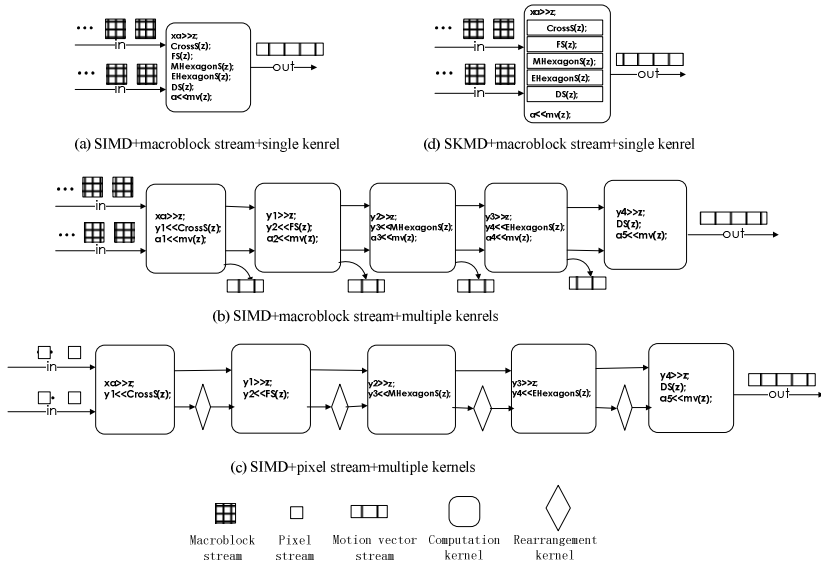 xa>>z;
CrossS(z);
FS(z);
MHexagonS(z);
EHexagonS(z);
DS(z);
a<<mv(z);
in
in
out
(a) SIMD+macroblock stream+single kenrel
xa>>z;
CrossS(z);
FS(z);
MHexagonS(z);
EHexagonS(z);
DS(z);
a<<mv(z);
in
in
out
(d) SKMD+macroblock stream+single kenrel
in
in
xa>>z;
y1<<CrossS(z);
a1<<mv(z);
y1>>z;
y2<<FS(z);
a2<<mv(z);
y2>>z;
y3<<MHexagonS(z);
a3<<mv(z);
y3>>z;
y4<<EHexagonS(z);
a4<<mv(z);
y4>>z;
DS(z);
a5<<mv(z);
out
(b) SIMD+macroblock stream+multiple kenrels
in
in
xa>>z;
y1<<CrossS(z);
y1>>z;
y2<<FS(z);
y2>>z;
y3<<MHexagonS(z);
y3>>z;
y4<<EHexagonS(z);
y4>>z;
DS(z);
a5<<mv(z);
out
(c) SIMD+pixel stream+multiple kernels
Macroblock
stream
Pixel
stream
Motion vector
stream
Computation
kernel
Rearrangement
kernel